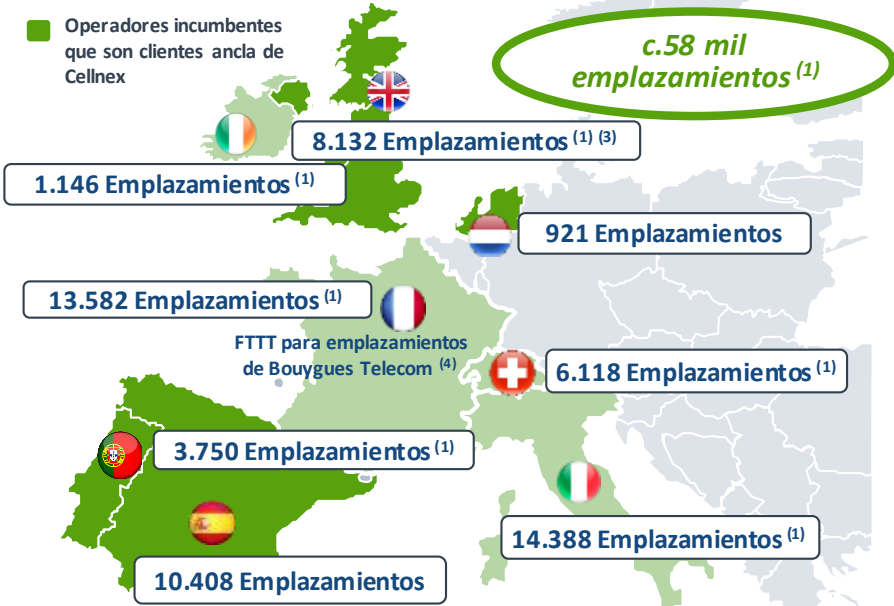 Operadores incumbentes
que son clientes ancla de
Cellnex
c.58 mil
emplazamientos (1)
8.132 Emplazamientos (1) (3)
1.146 Emplazamientos (1)
921 Emplazamientos
13.582 Emplazamientos (1)
FTTT para emplazamientos
de Bouygues Telecom (4)
6.118 Emplazamientos (1)
3.750 Emplazamientos (1)
14.388 Emplazamientos (1)
10.408 Emplazamientos